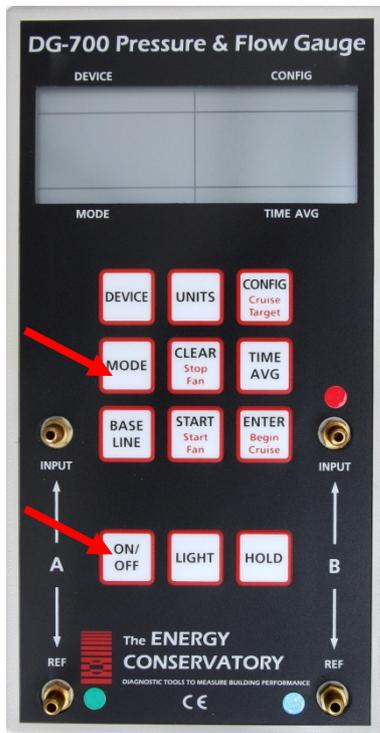 DG-700 Pressure & Flow Gauge
DEVICE CONFIG
MODE TIME AVG
DEVICE
UNITS
CONFIG
Cruise
Target
MODE
CLEAR
Stop
Fan
TIME
AVG
BASE
LINE
START
Start
Fan
ENTER
Begin
Cruise
INPUT INPUT
ON/
OFF
LIGHT
HOLD
A B
The ENERGY
CONSERVATORY
DIAGNOSTIC TOOLS TO MEASURE BUILDING PERFORMANCE
REF REF
CE